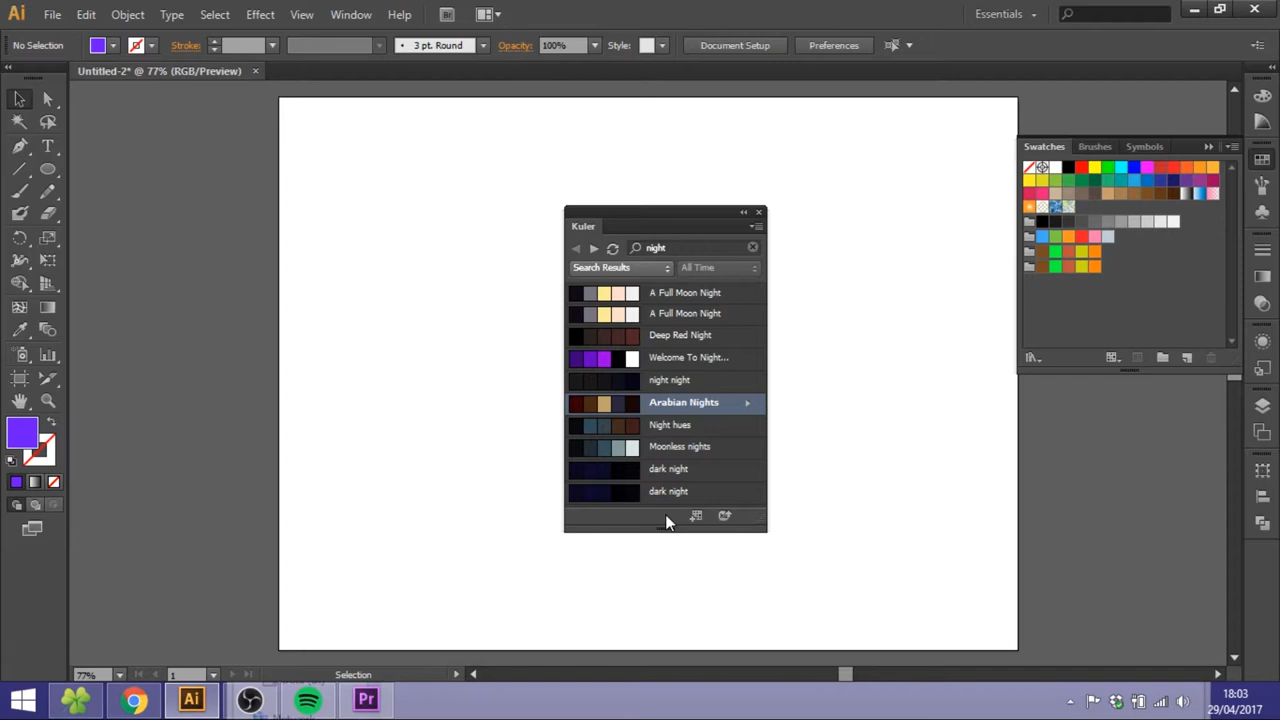 Ai File Edit Object Type Select Effect View Window Help Br Essentials
No Selection Stroke: 3 pt. Round Opacity: 100% Style: Document Setup Preferences
Untitled-2* @ 77% (RGB/Preview)
Swatches Brushes Symbols
Kuler
night
Search Results All Time
A Full Moon Night
A Full Moon Night
Deep Red Night
Welcome To Night...
night night
Arabian Nights
Night hues
Moonless nights
dark night
dark night
77% 1 Selection
Ai Pr
18:03
29/04/2017